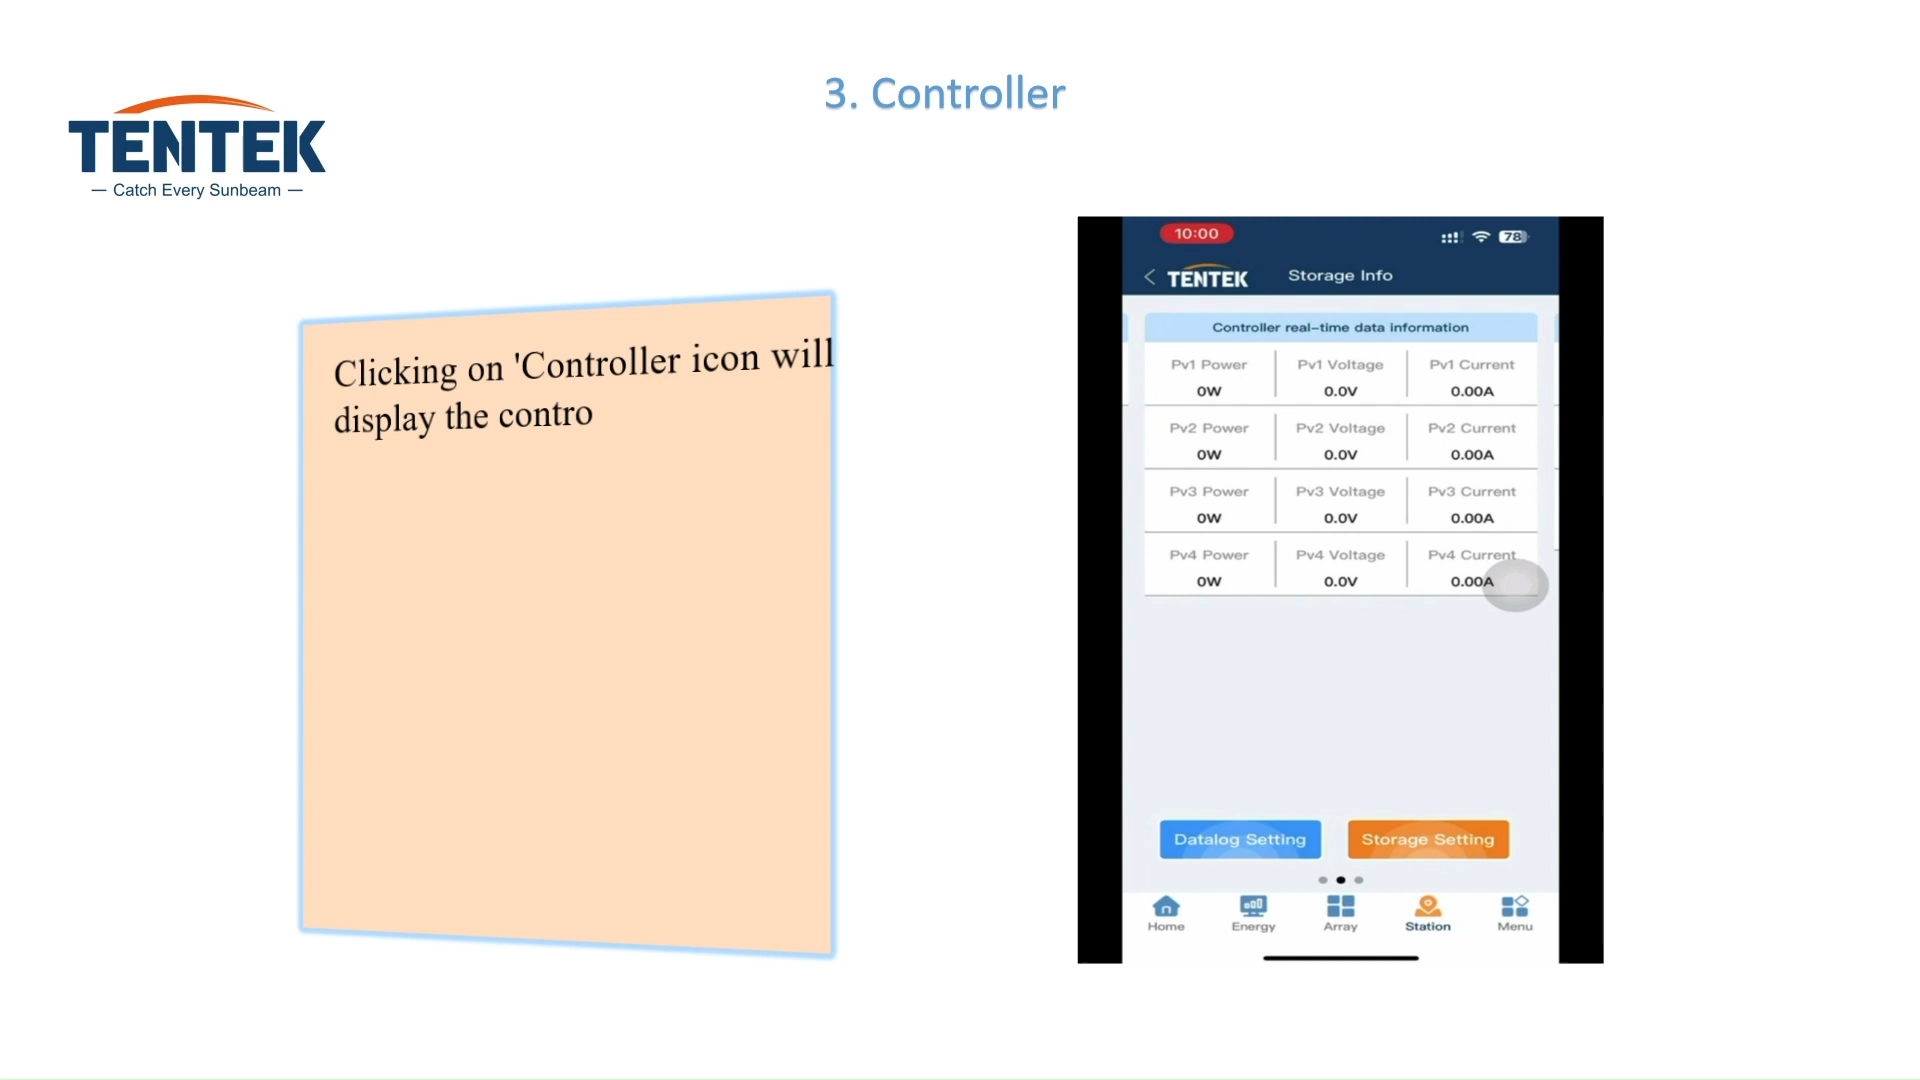 3. Controller
TENTEK
— Catch Every Sunbeam —
Clicking on 'Controller icon will
display the contro
10:00
78
TENTEK
Storage Info
Controller real-time data information
Pv1 Power Pv1 Voltage Pv1 Current
0W 0.0V 0.00A
Pv2 Power Pv2 Voltage Pv2 Current
0W 0.0V 0.00A
Pv3 Power Pv3 Voltage Pv3 Current
0W 0.0V 0.00A
Pv4 Power Pv4 Voltage Pv4 Current
0W 0.0V 0.00A
Datalog Setting Storage Setting
Home Energy Array Station Menu